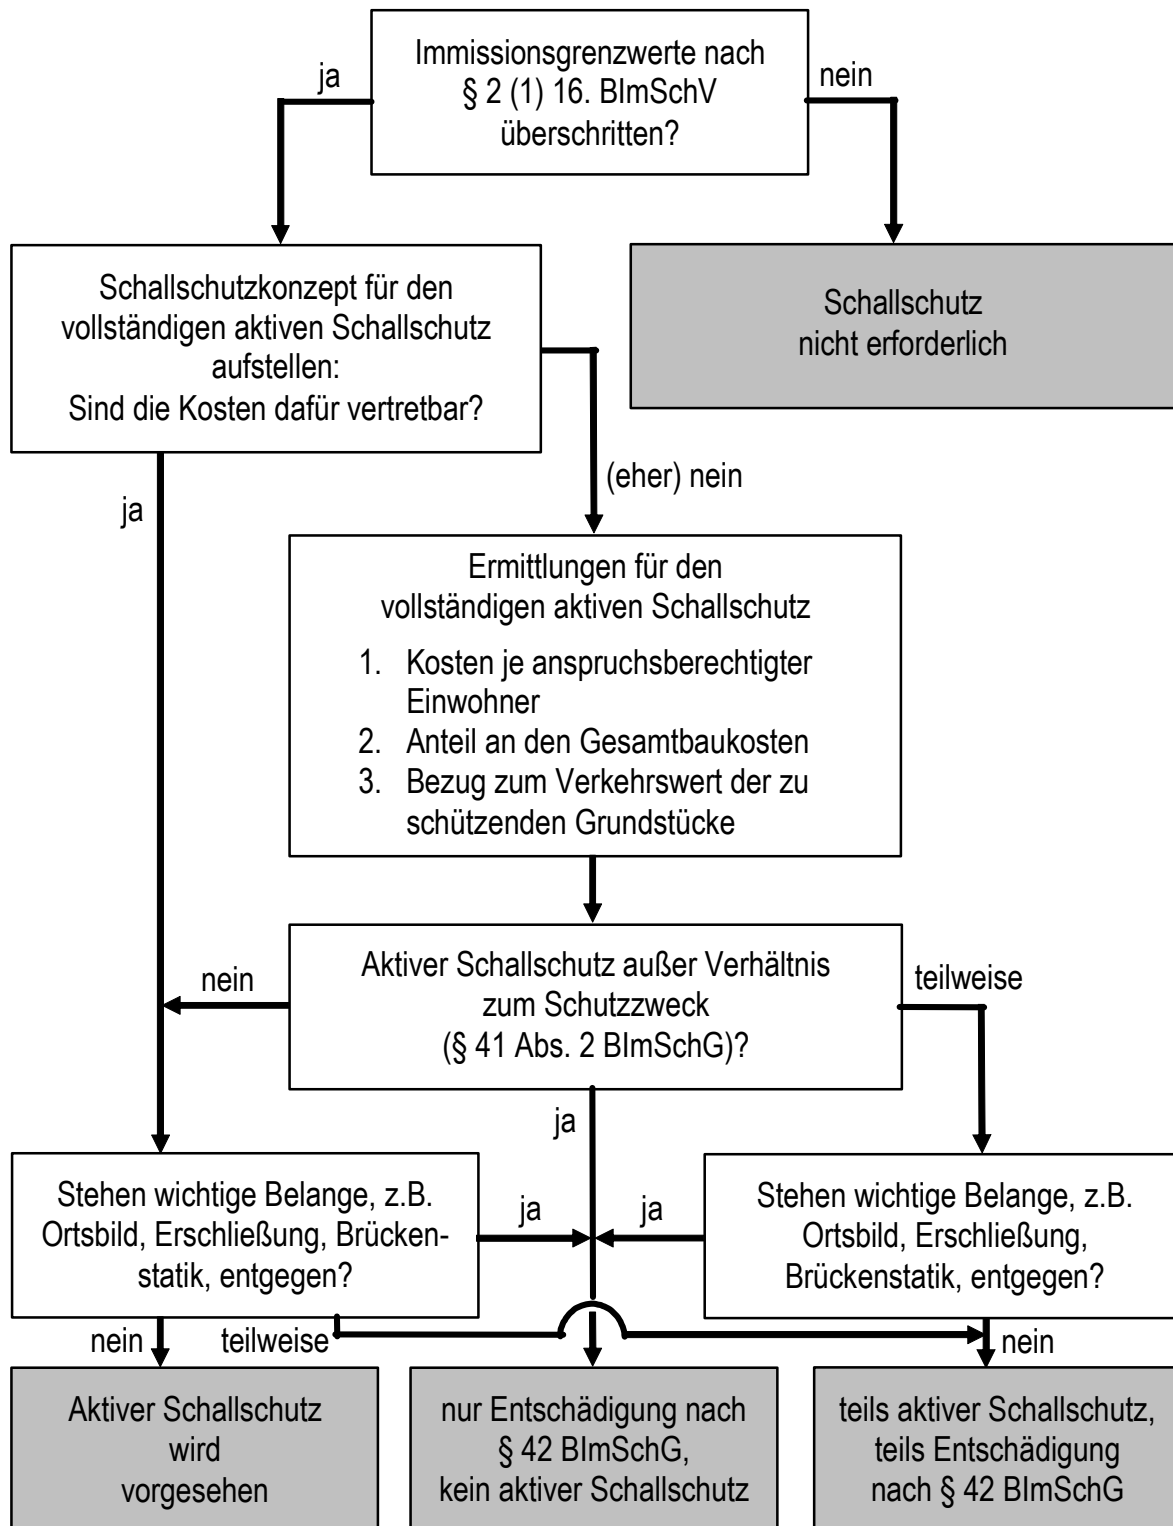 Immissionsgrenzwerte nach
§ 2 (1) 16. BImSchV
überschritten?
ja
nein
Schallschutzkonzept für den
vollständigen aktiven Schallschutz
aufstellen:
Sind die Kosten dafür vertretbar?
Schallschutz
nicht erforderlich
ja
(eher) nein
Ermittlungen für den
vollständigen aktiven Schallschutz
1. Kosten je anspruchsberechtigter
Einwohner
2. Anteil an den Gesamtbaukosten
3. Bezug zum Verkehrswert der zu
schützenden Grundstücke
nein
Aktiver Schallschutz außer Verhältnis
zum Schutzzweck
(§ 41 Abs. 2 BImSchG)?
teilweise
ja
Stehen wichtige Belange, z.B.
Ortsbild, Erschließung, Brücken-
statik, entgegen?
ja
ja
Stehen wichtige Belange, z.B.
Ortsbild, Erschließung,
Brückenstatik, entgegen?
nein
teilweise
nein
Aktiver Schallschutz
wird
vorgesehen
nur Entschädigung nach
§ 42 BImSchG,
kein aktiver Schallschutz
teils aktiver Schallschutz,
teils Entschädigung
nach § 42 BImSchG